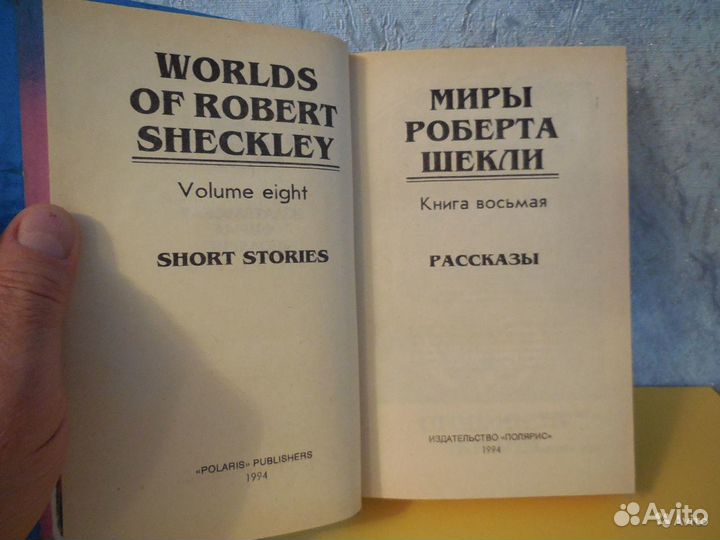 WORLDS
OF ROBERT
SHECKLEY
Volume eight
SHORT STORIES
«POLARIS» PUBLISHERS
1994
МИРЫ
РОБЕРТА
ШЕКЛИ
Книга восьмая
РАССКАЗЫ
ИЗДАТЕЛЬСТВО «ПОЛЯРИС»
1994
Avito
Avito